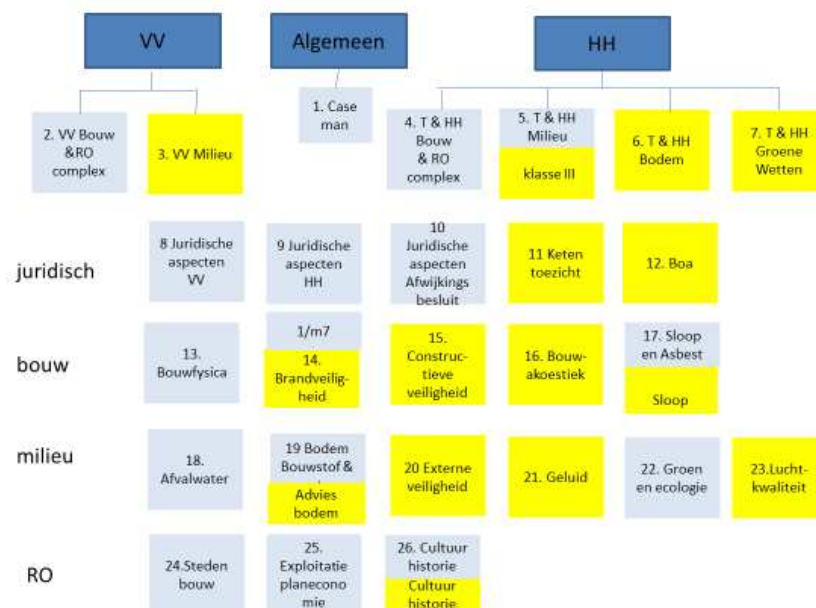 VV
Algemeen
HH
1. Case
man
2. VV Bouw
&RO
complex
3. VV Milieu
4. T & HH
Bouw
& RO
complex
5. T & HH
Milieu
klasse III
6. T & HH
Bodem
7. T & HH
Groene
Wetten
juridisch
8 Juridische
aspecten
VV
9 Juridische
aspecten
HH
10
Juridische
aspecten
Afwijkings
besluit
11 Keten
toezicht
12. Boa
bouw
13.
Bouwfysica
1/m7
14.
Brandveilig-
heid
15.
Construc-
tieve
veiligheid
16. Bouw-
akoestiek
17. Sloop
en Asbest
Sloop
milieu
18.
Afvalwater
19 Bodem
Bouwstof &
Advies
bodem
20 Externe
veiligheid
21. Geluid
22. Groen
en ecologie
23.Lucht-
kwaliteit
RO
24.Steden
bouw
25.
Exploitatie
planecono
mie
26. Cultuur
historie
Cultuur
historie